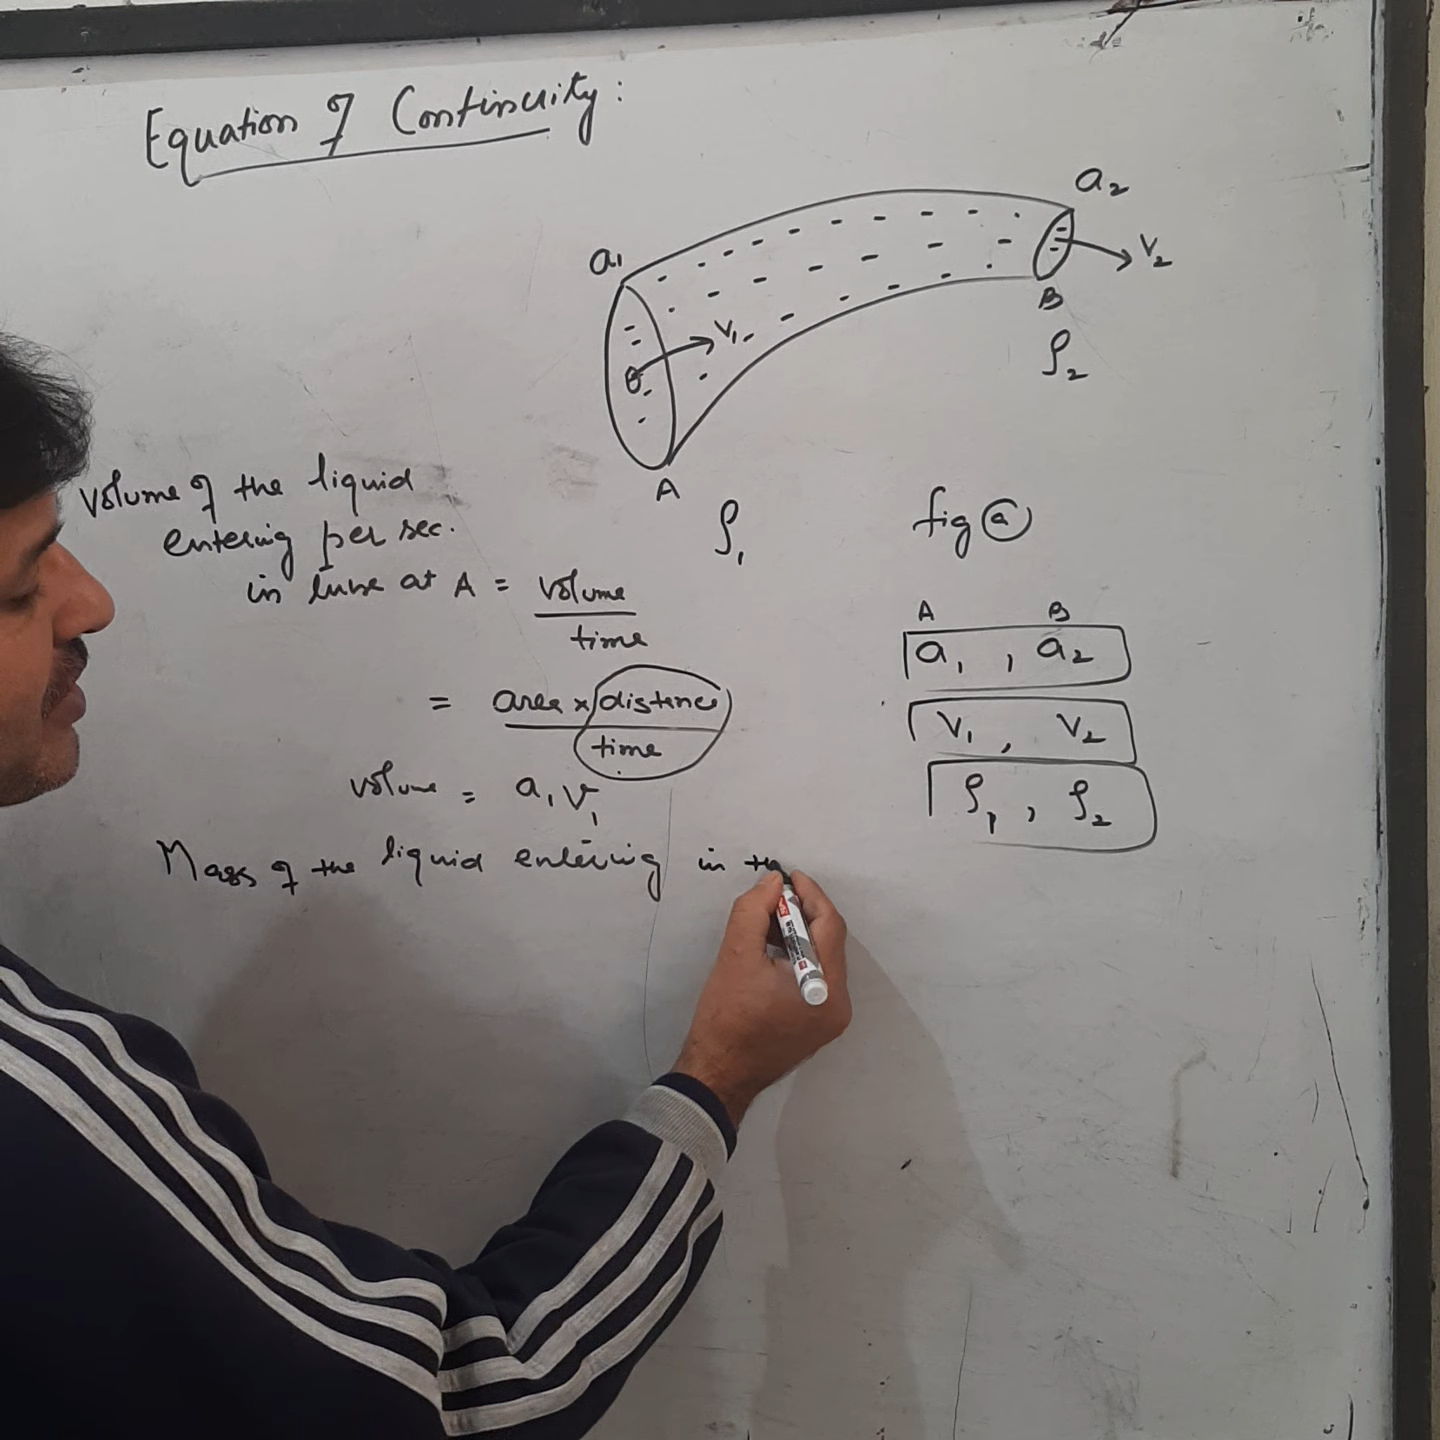 Equation of Continuity:
a₁
a₂
V₁
V₂
A
B
ρ₁
ρ₂
fig ⓐ
Volume of the liquid
entering per sec.
in tube at A = volume
time
= area × distance
time
volume = a₁v₁
Mass of the liquid entering in
A B
a₁ , a₂
V₁ , V₂
ρ₁ , ρ₂